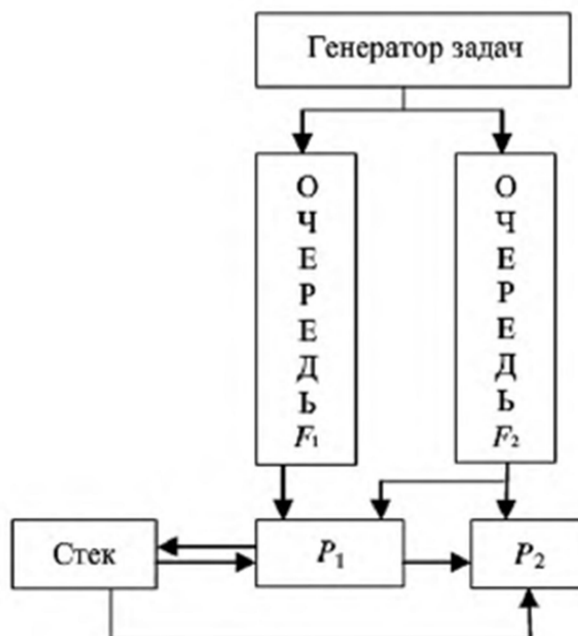 Генератор задач
О
Ч
Е
Р
Е
Д
Ь
F₁
О
Ч
Е
Р
Е
Д
Ь
F₂
Стек
P₁
P₂